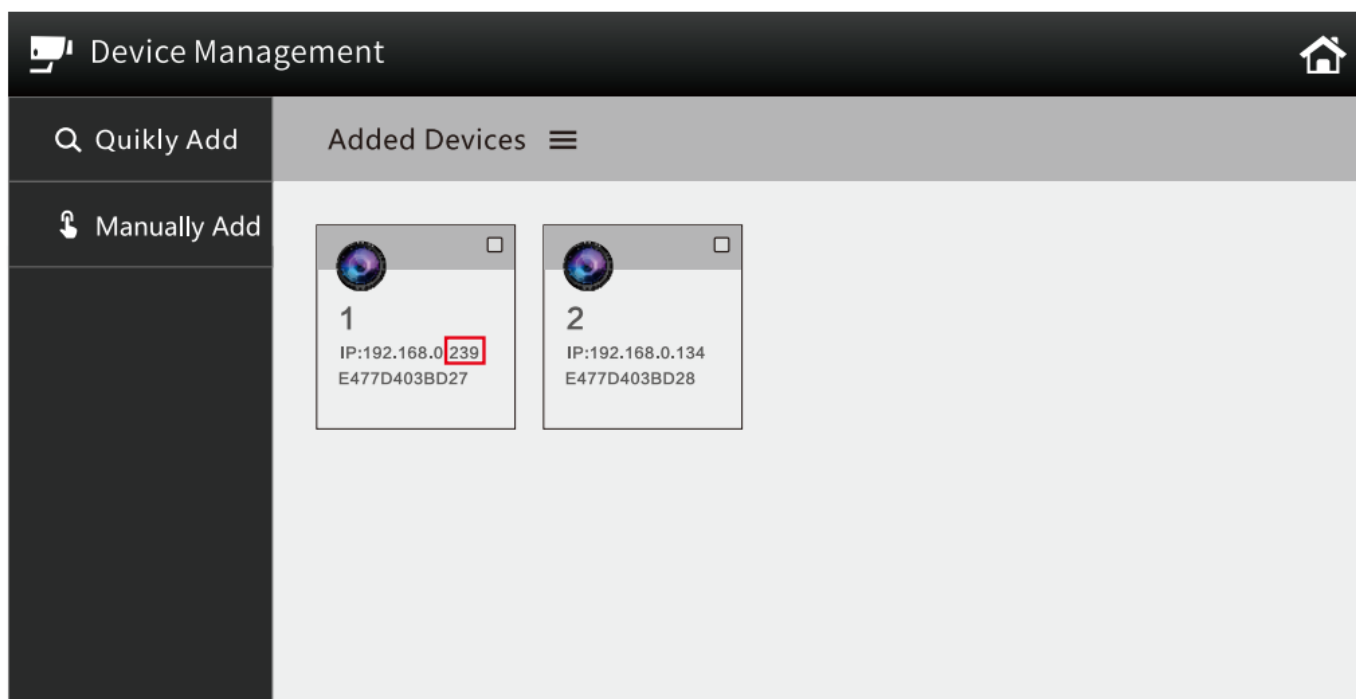 Device Management
Quikly Add
Added Devices
Manually Add
1
IP:192.168.0.239
E477D403BD27
2
IP:192.168.0.134
E477D403BD28